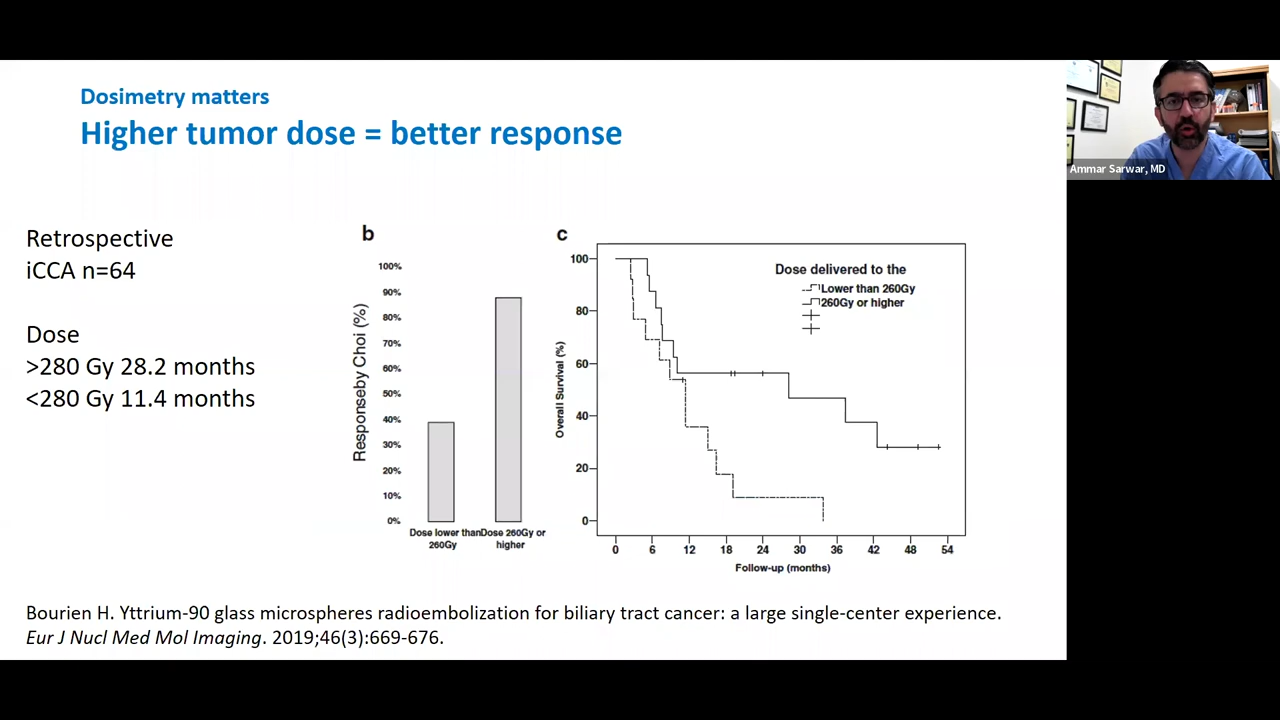 Dosimetry matters
Higher tumor dose = better response
Ammar Sarwar, MD
Retrospective
iCCA n=64
Dose
>280 Gy 28.2 months
<280 Gy 11.4 months
b
Responseby Choi (%)
100%
90%
80%
70%
60%
50%
40%
30%
20%
10%
0%
Dose lower than
260Gy
Dose 260Gy or
higher
c
Overall Survival (%)
100
80
60
40
20
0
Dose delivered to the
Lower than 260Gy
260Gy or higher
0 6 12 18 24 30 36 42 48 54
Follow-up (months)
Bourien H. Yttrium-90 glass microspheres radioembolization for biliary tract cancer: a large single-center experience.
Eur J Nucl Med Mol Imaging. 2019;46(3):669-676.